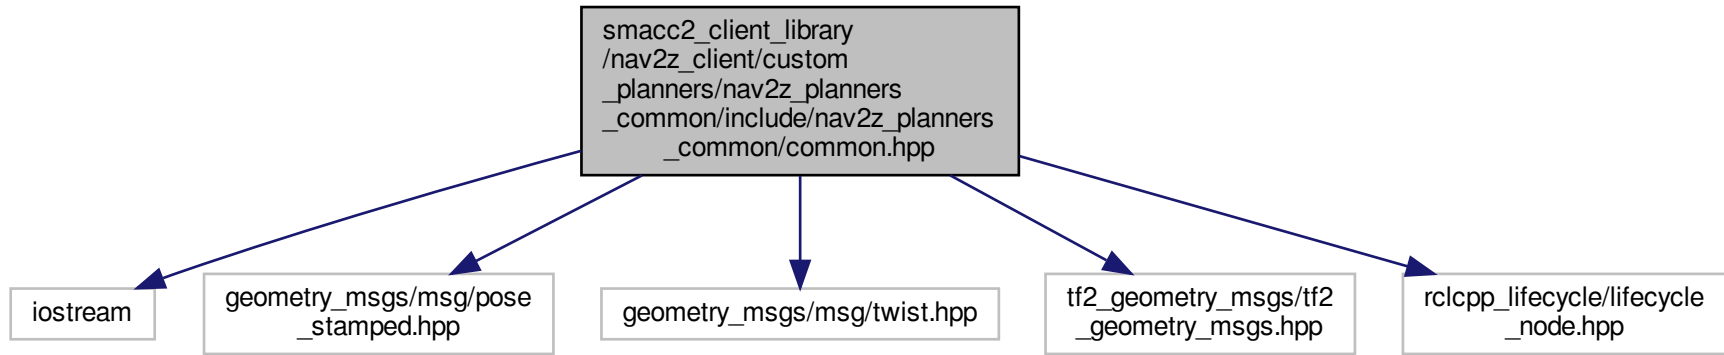 smacc2_client_library
/nav2z_client/custom
_planners/nav2z_planners
_common/include/nav2z_planners
_common/common.hpp
iostream
geometry_msgs/msg/pose
_stamped.hpp
geometry_msgs/msg/twist.hpp
tf2_geometry_msgs/tf2
_geometry_msgs.hpp
rclcpp_lifecycle/lifecycle
_node.hpp